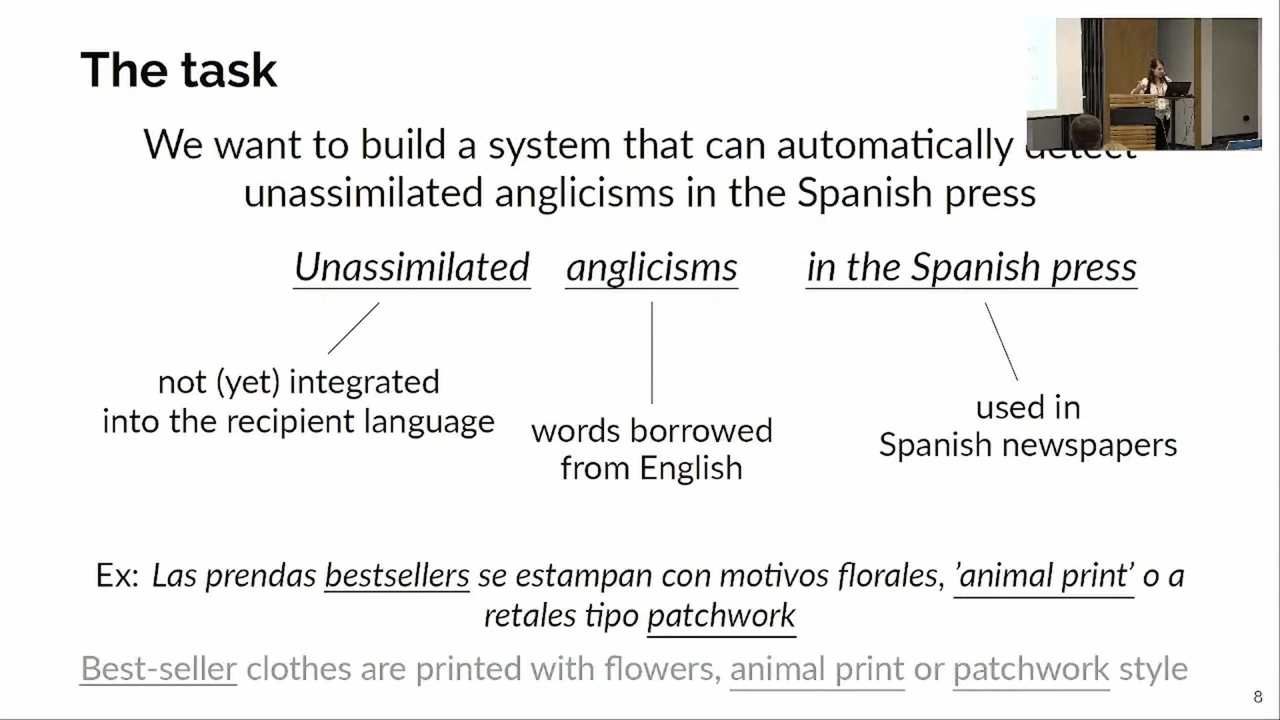 The task
We want to build a system that can automatically
unassimilated anglicisms in the Spanish press
Unassimilated anglicisms in the Spanish press
not (yet) integrated
into the recipient language
words borrowed
from English
used in
Spanish newspapers
Ex: Las prendas bestsellers se estampan con motivos florales, 'animal print' o a
retales tipo patchwork
Best-seller clothes are printed with flowers, animal print or patchwork style
8